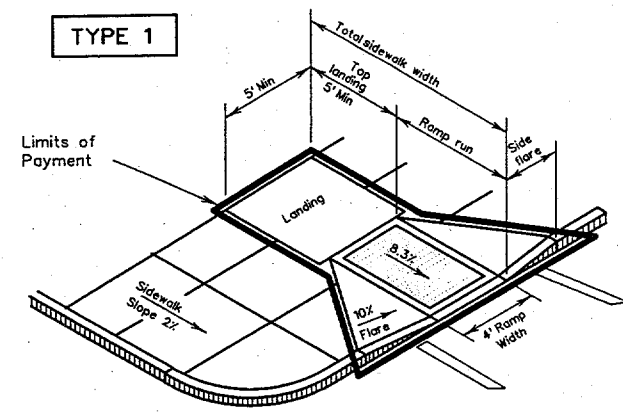 TYPE 1
Total sidewalk width
5' Min
Top
landing
5' Min
Ramp run
Side
flare
Limits of
Payment
Landing
8.3%
Sidewalk
Slope 2%
10%
Flare
4' Ramp
Width